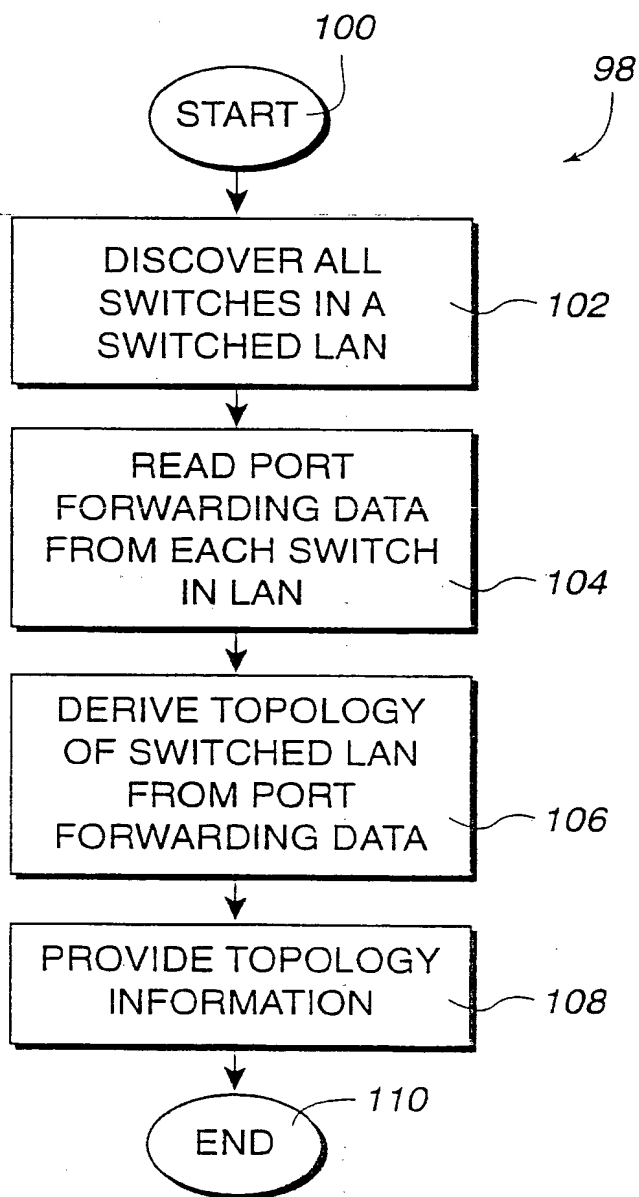 100
98
START
DISCOVER ALL
SWITCHES IN A
SWITCHED LAN
102
READ PORT
FORWARDING DATA
FROM EACH SWITCH
IN LAN
104
DERIVE TOPOLOGY
OF SWITCHED LAN
FROM PORT
FORWARDING DATA
106
PROVIDE TOPOLOGY
INFORMATION
108
110
END